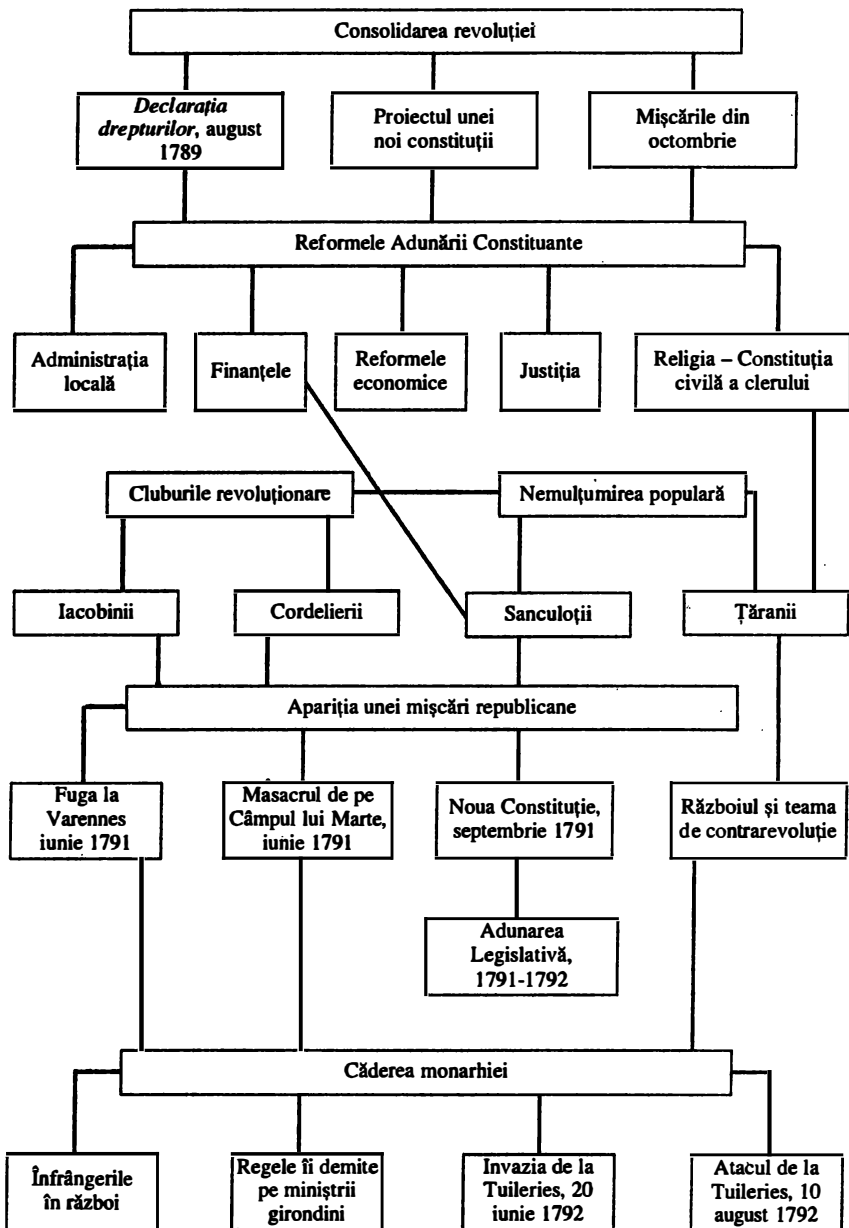 Consolidarea revoluției
Declarația
drepturilor, august
1789
Proiectul unei
noi constituții
Mișcările din
octombrie
Reformele Adunării Constituante
Administrația
locală
Finanțele
Reformele
economice
Justiția
Religia – Constituția
civilă a clerului
Cluburile revoluționare
Nemulțumirea populară
Iacobinii
Cordelierii
Sanculoții
Țăranii
Apariția unei mișcări republicane
Fuga la
Varennes
iunie 1791
Masacrul de pe
Câmpul lui Marte,
iunie 1791
Noua Constituție,
septembrie 1791
Războiul și teama
de contrarevoluție
Adunarea
Legislativă,
1791-1792
Căderea monarhiei
Înfrângerile
în război
Regele îi demite
pe miniștrii
girondini
Invazia de la
Tuileries, 20
iunie 1792
Atacul de la
Tuileries, 10
august 1792